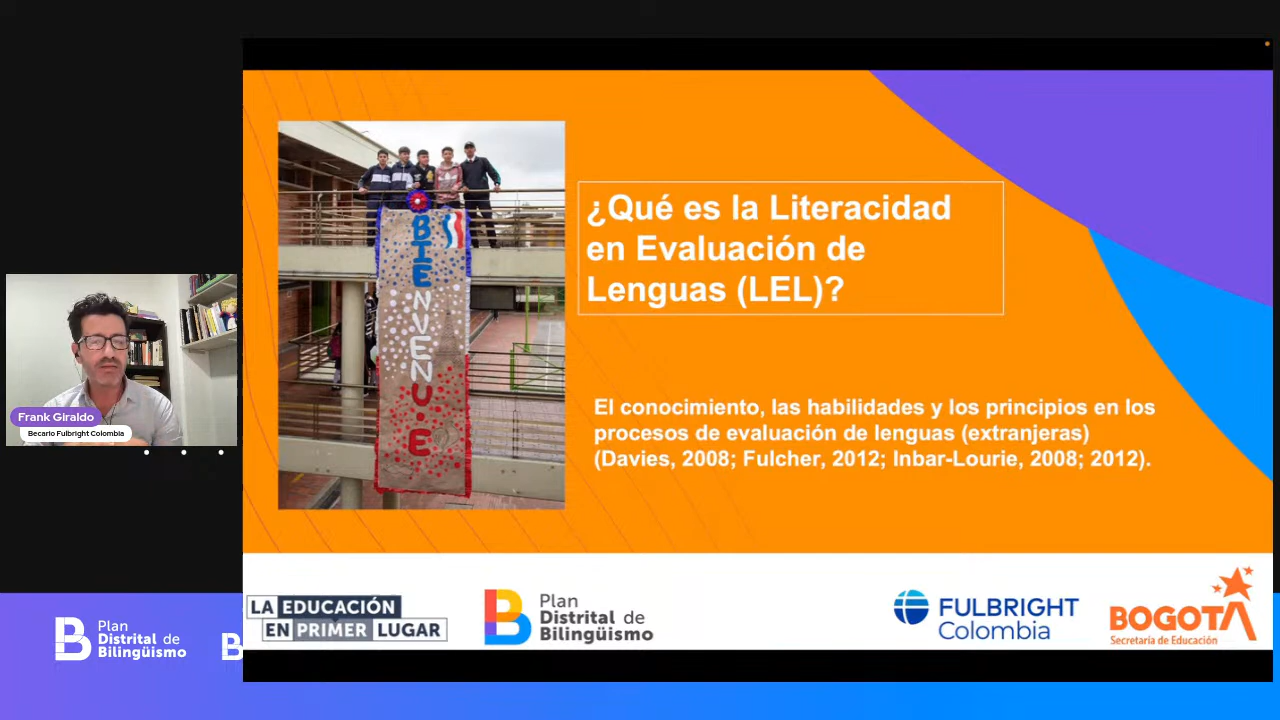 ¿Qué es la Literacidad
en Evaluación de
Lenguas (LEL)?
El conocimiento, las habilidades y los principios en los
procesos de evaluación de lenguas (extranjeras)
(Davies, 2008; Fulcher, 2012; Inbar-Lourie, 2008; 2012).
BIENVENU.E
Frank Giraldo
Becario Fulbright Colombia
LA EDUCACIÓN
EN PRIMER LUGAR
B Plan
Distrital de
Bilingüismo
FULBRIGHT
Colombia
BOGOTÁ
Secretaría de Educación
B Plan
Distrital de
Bilingüismo
B